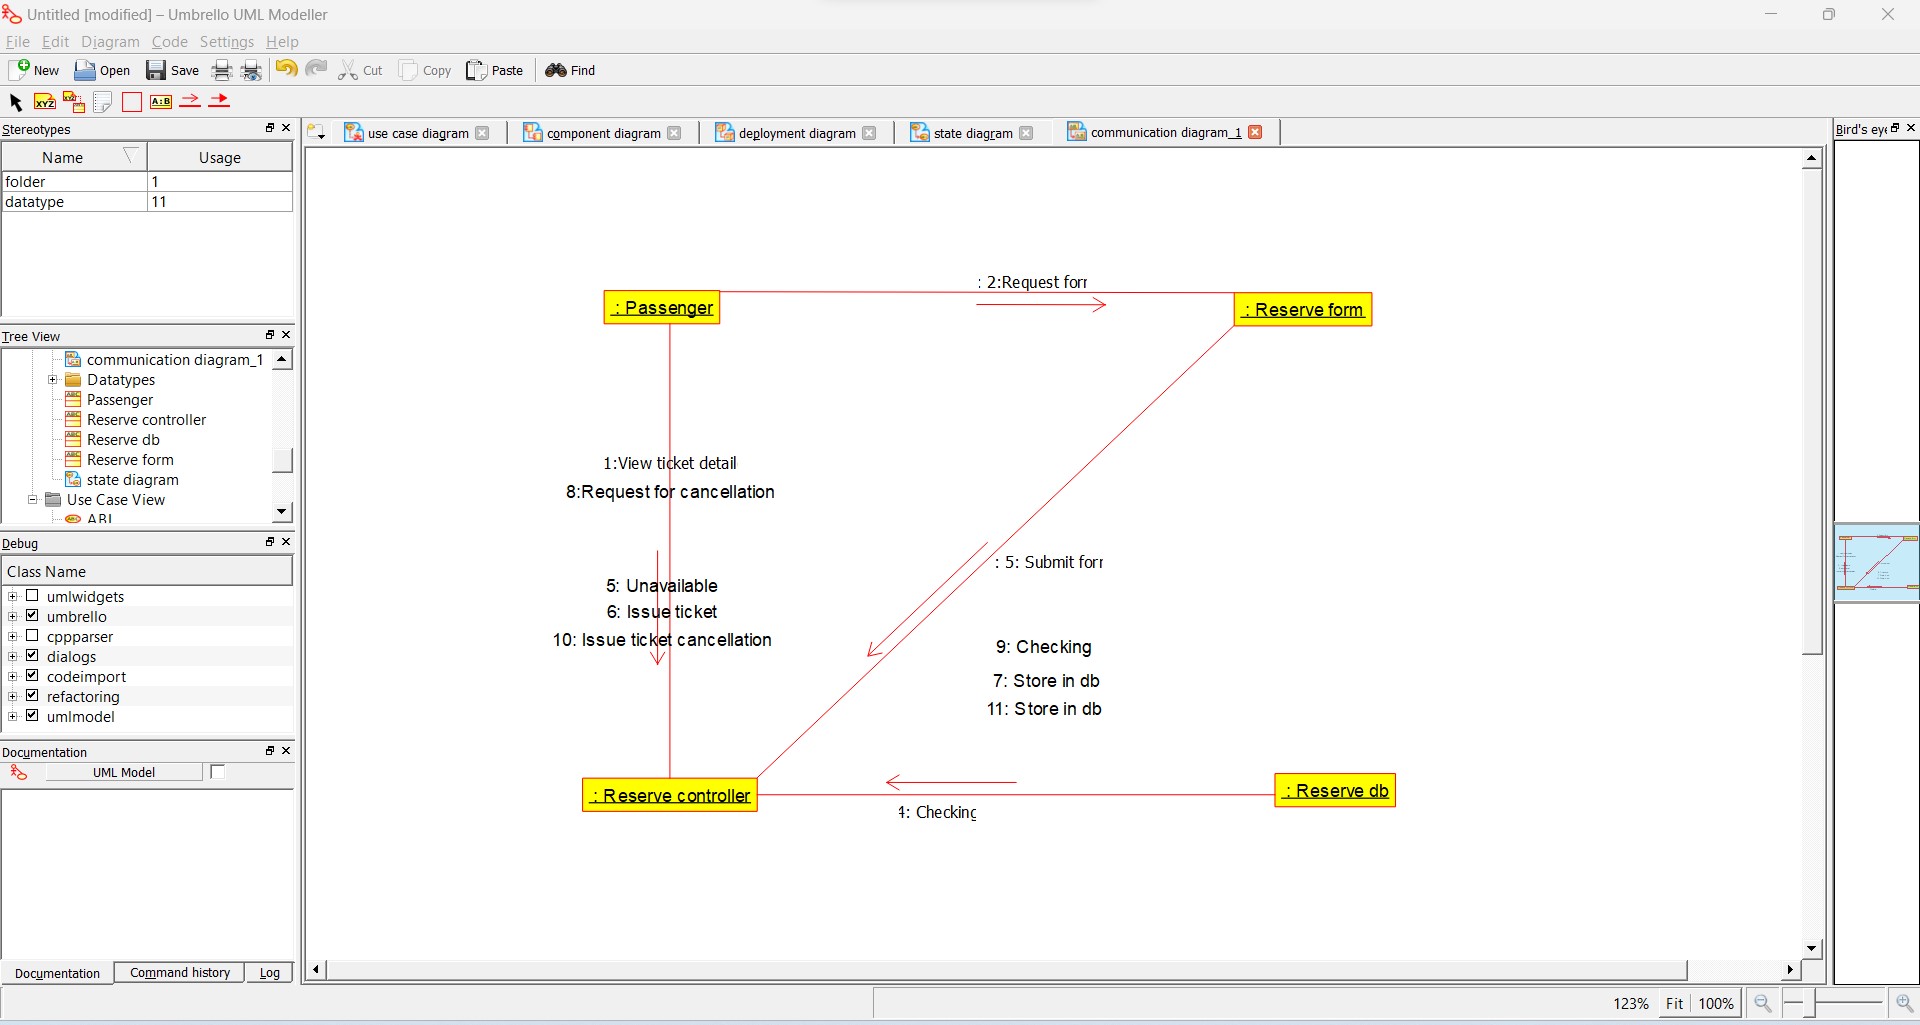 Untitled [modified] – Umbrello UML Modeller
File Edit Diagram Code Settings Help
New Open Save Cut Copy Paste Find
XYZ XYZ A:B
Stereotypes
Name Usage
folder 1
datatype 11
Tree View
communication diagram_1
Datatypes
Passenger
Reserve controller
Reserve db
Reserve form
state diagram
Use Case View
Debug
Class Name
umlwidgets
umbrello
cppparser
dialogs
codeimport
refactoring
umlmodel
Documentation
UML Model
Documentation Command history Log
use case diagram component diagram deployment diagram state diagram communication diagram_1
: 2:Request forr
: Passenger
: Reserve form
1:View ticket detail
8:Request for cancellation
: 5: Submit forr
5: Unavailable
6: Issue ticket
10: Issue ticket cancellation
9: Checking
7: Store in db
11: Store in db
: Reserve controller
: Reserve db
4: Checking
Bird's eye
123% Fit 100%